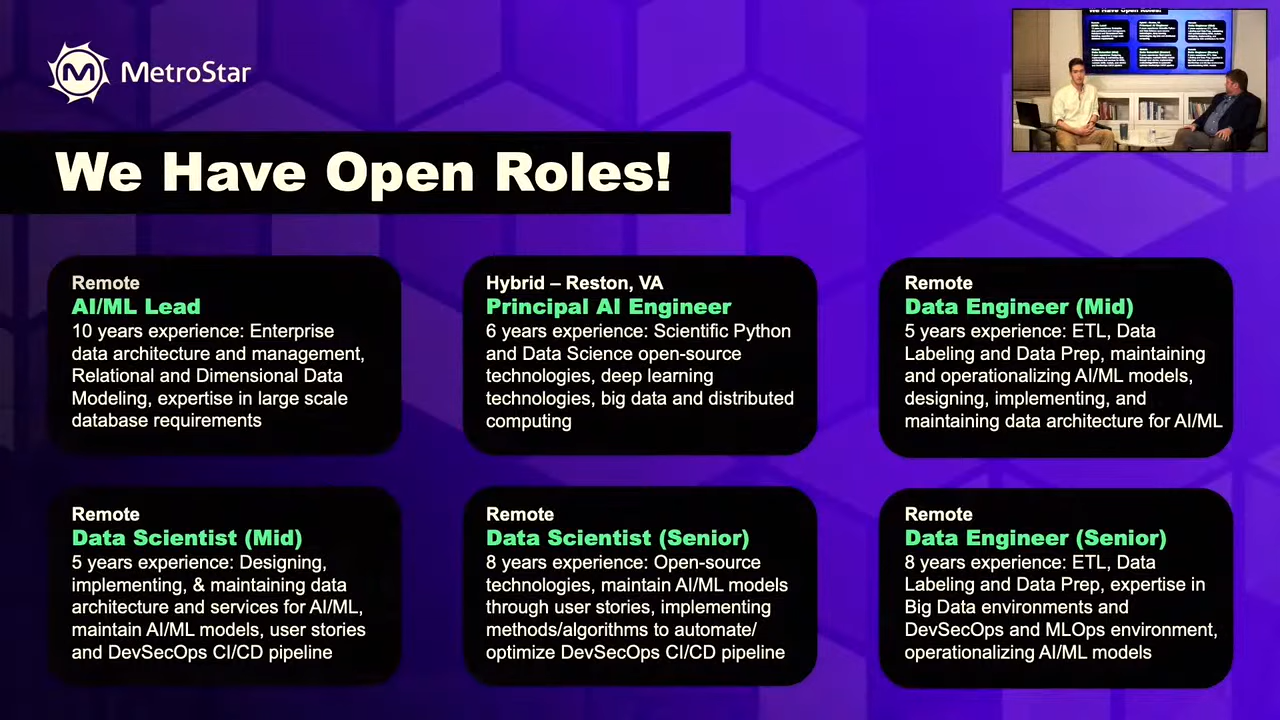 MetroStar
We Have Open Roles!
Remote
AI/ML Lead
10 years experience: Enterprise
data architecture and management,
Relational and Dimensional Data
Modeling, expertise in large scale
database requirements
Hybrid – Reston, VA
Principal AI Engineer
6 years experience: Scientific Python
and Data Science open-source
technologies, deep learning
technologies, big data and distributed
computing
Remote
Data Engineer (Mid)
5 years experience: ETL, Data
Labeling and Data Prep, maintaining
and operationalizing AI/ML models,
designing, implementing, and
maintaining data architecture for AI/ML
Remote
Data Scientist (Mid)
5 years experience: Designing,
implementing, & maintaining data
architecture and services for AI/ML,
maintain AI/ML models, user stories
and DevSecOps CI/CD pipeline
Remote
Data Scientist (Senior)
8 years experience: Open-source
technologies, maintain AI/ML models
through user stories, implementing
methods/algorithms to automate/
optimize DevSecOps CI/CD pipeline
Remote
Data Engineer (Senior)
8 years experience: ETL, Data
Labeling and Data Prep, expertise in
Big Data environments and
DevSecOps and MLOps environment,
operationalizing AI/ML models
We Have Open Roles!